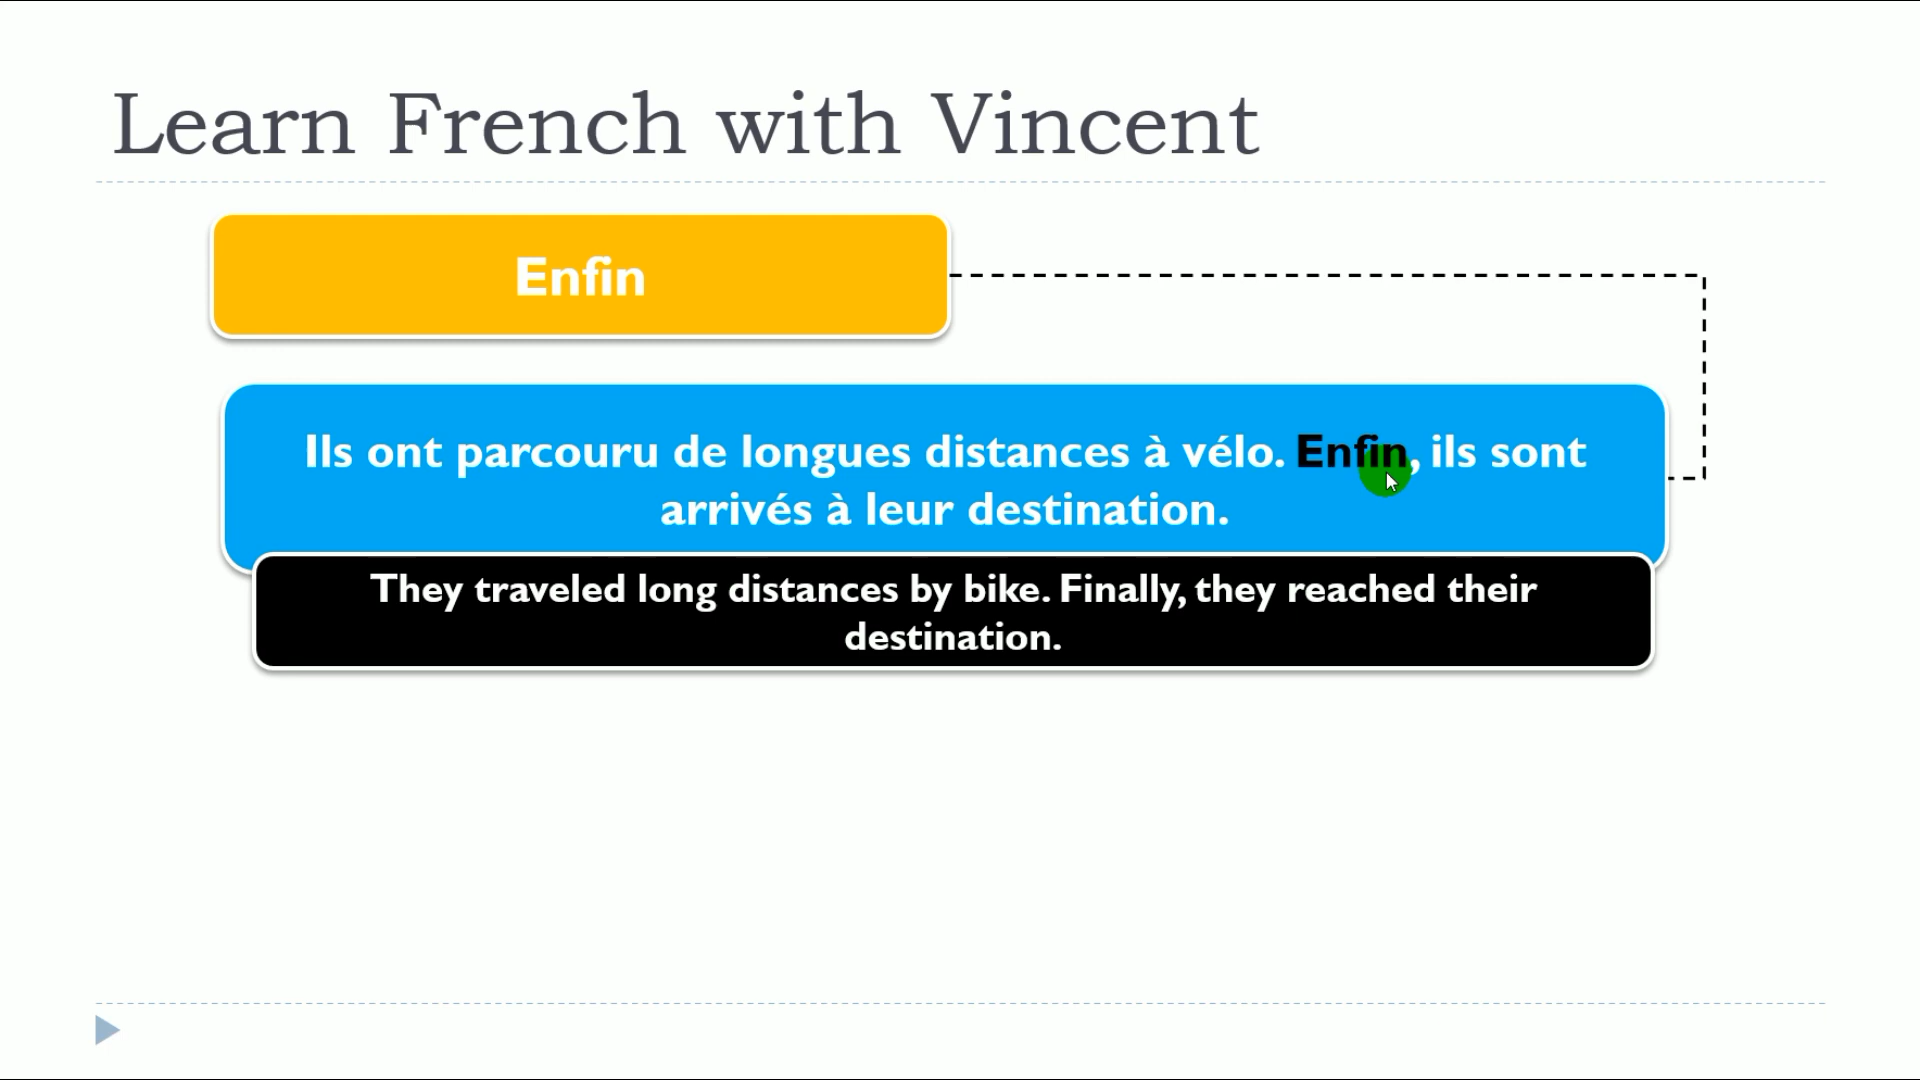 Learn French with Vincent
Enfin
Ils ont parcouru de longues distances à vélo. Enfin, ils sont
arrivés à leur destination.
They traveled long distances by bike. Finally, they reached their
destination.